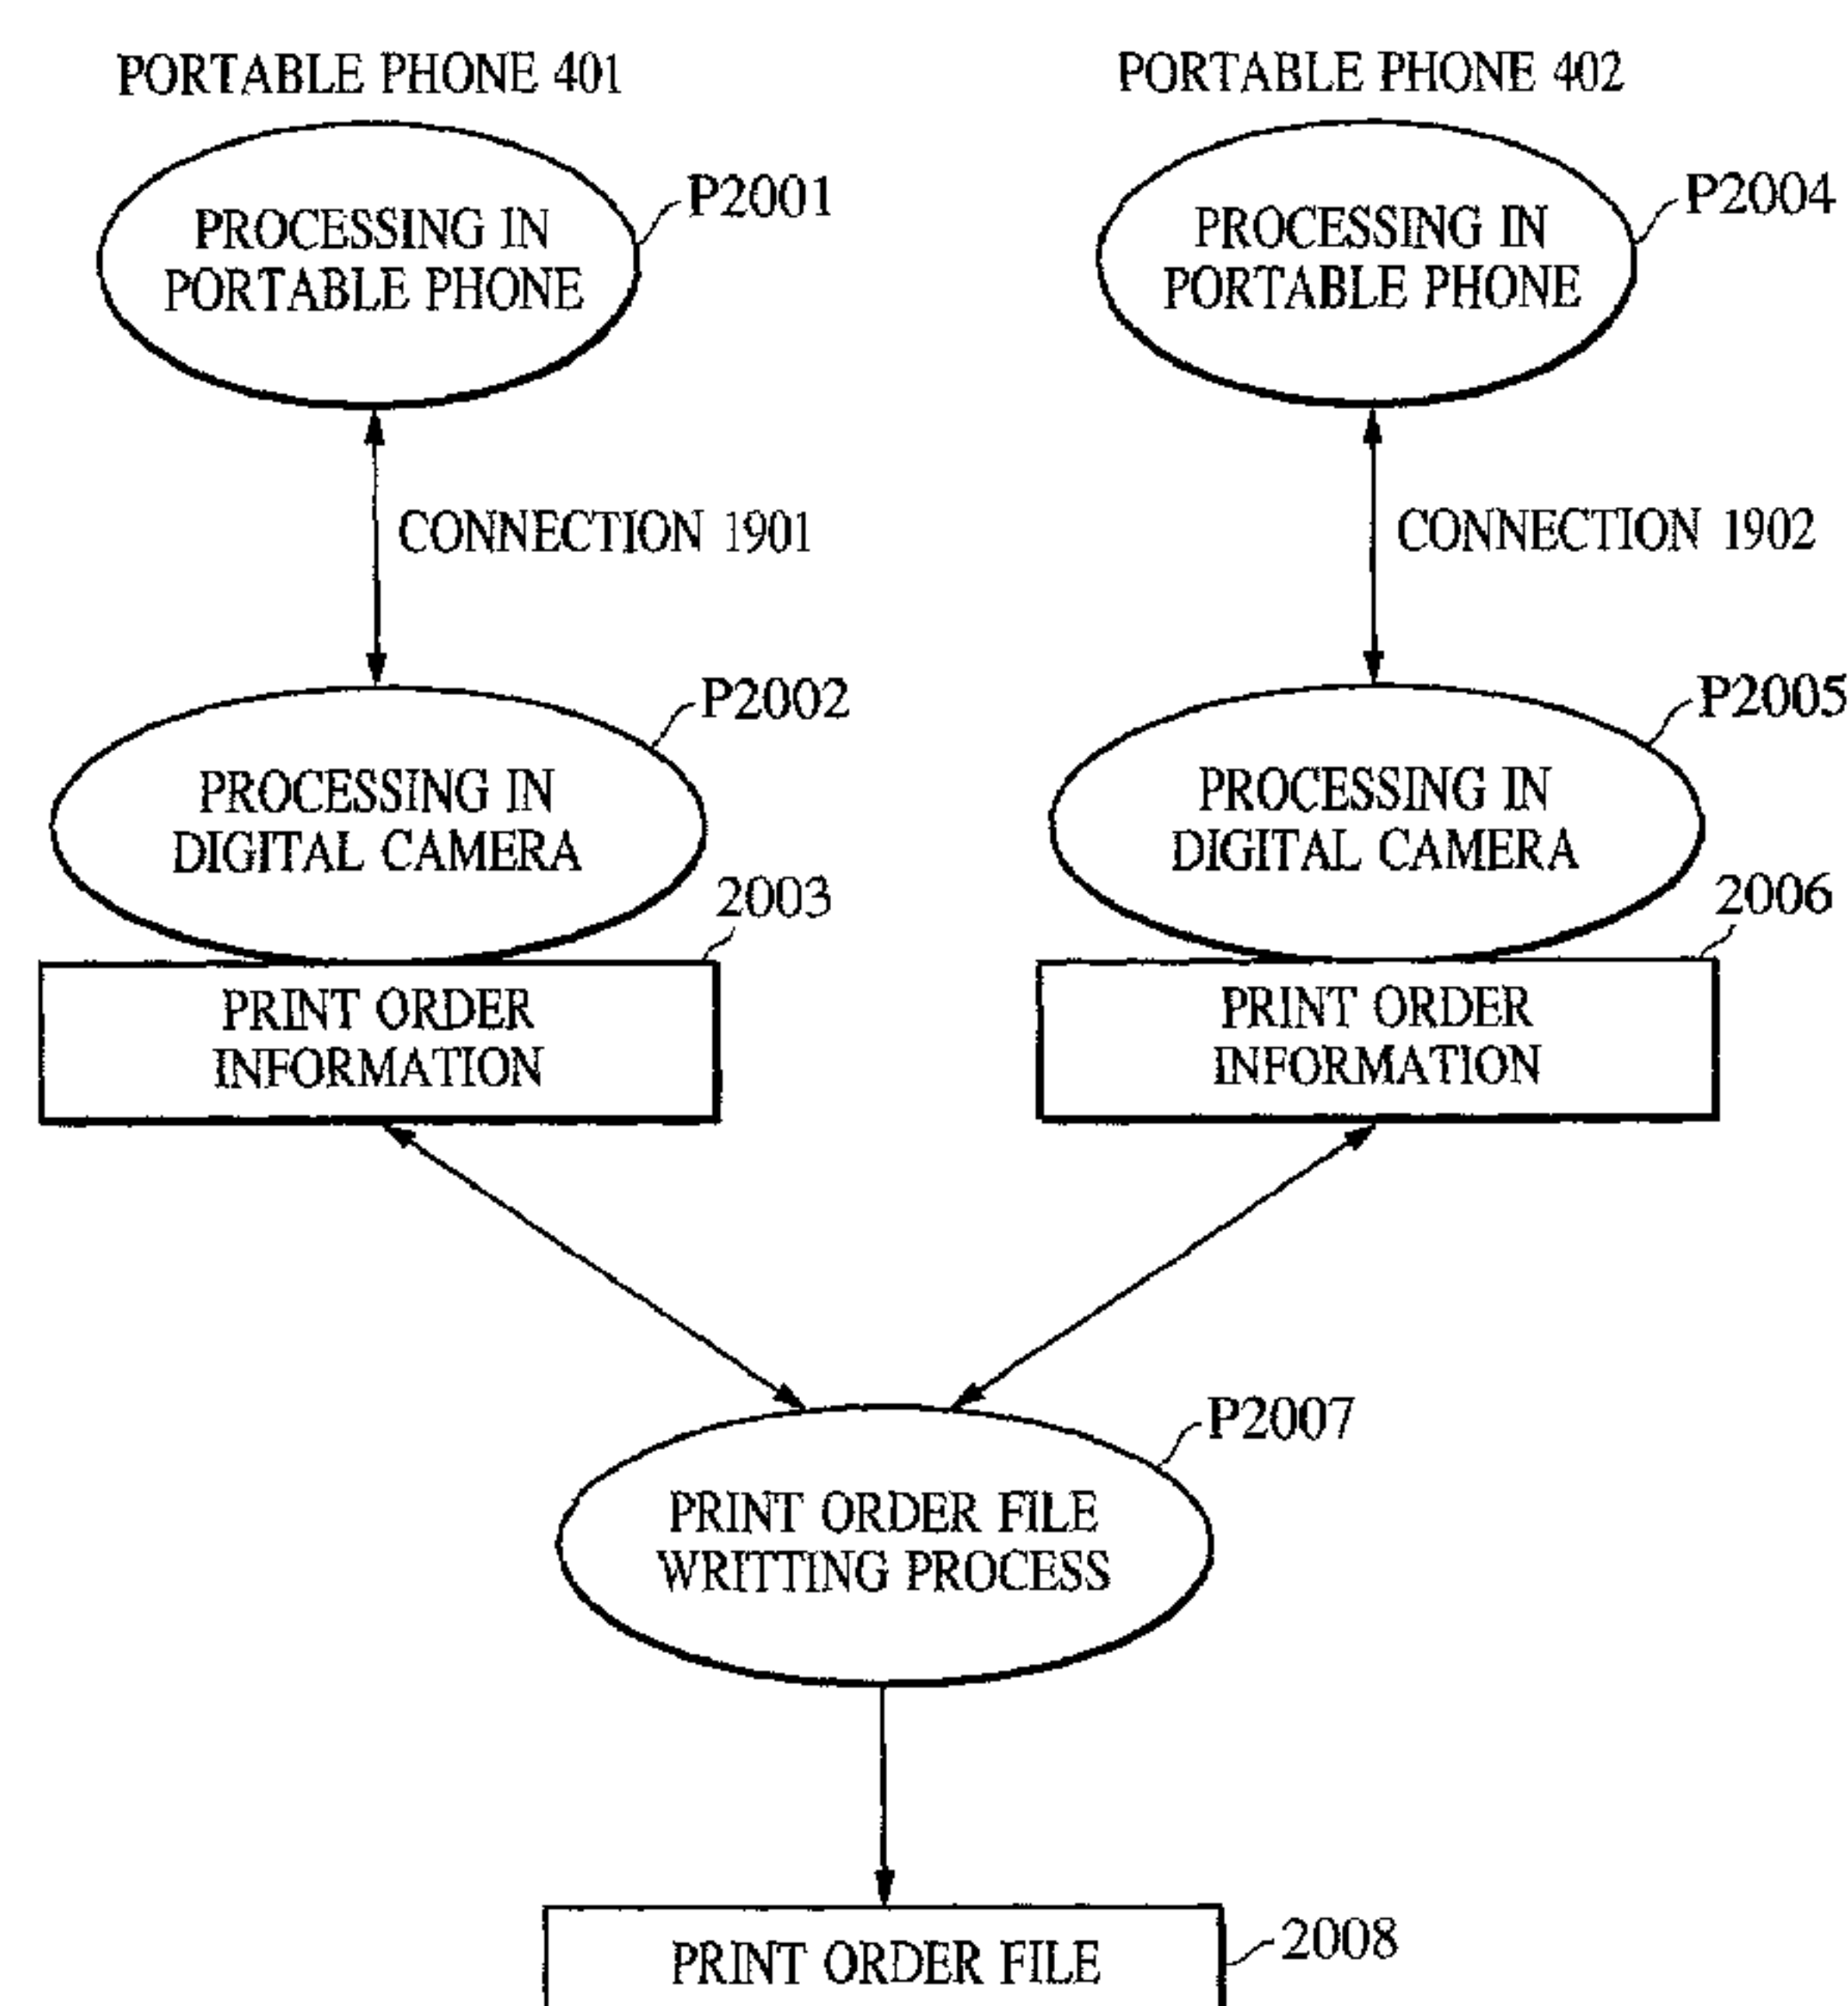 PORTABLE PHONE 401
PORTABLE PHONE 402
PROCESSING IN
PORTABLE PHONE
P2001
PROCESSING IN
PORTABLE PHONE
P2004
CONNECTION 1901
CONNECTION 1902
P2002
PROCESSING IN
DIGITAL CAMERA
P2005
PROCESSING IN
DIGITAL CAMERA
2003
PRINT ORDER
INFORMATION
2006
PRINT ORDER
INFORMATION
P2007
PRINT ORDER FILE
WRITTING PROCESS
PRINT ORDER FILE
2008